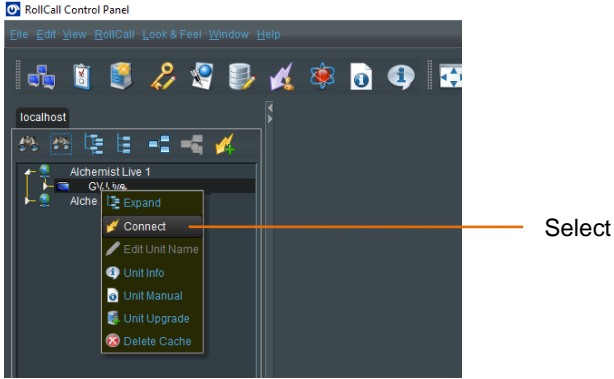 RollCall Control Panel
File Edit View RollCall Look & Feel Window Help
localhost
Alchemist Live 1
GV Live
Alche
Expand
Connect
Select
Edit Unit Name
Unit Info
Unit Manual
Unit Upgrade
Delete Cache